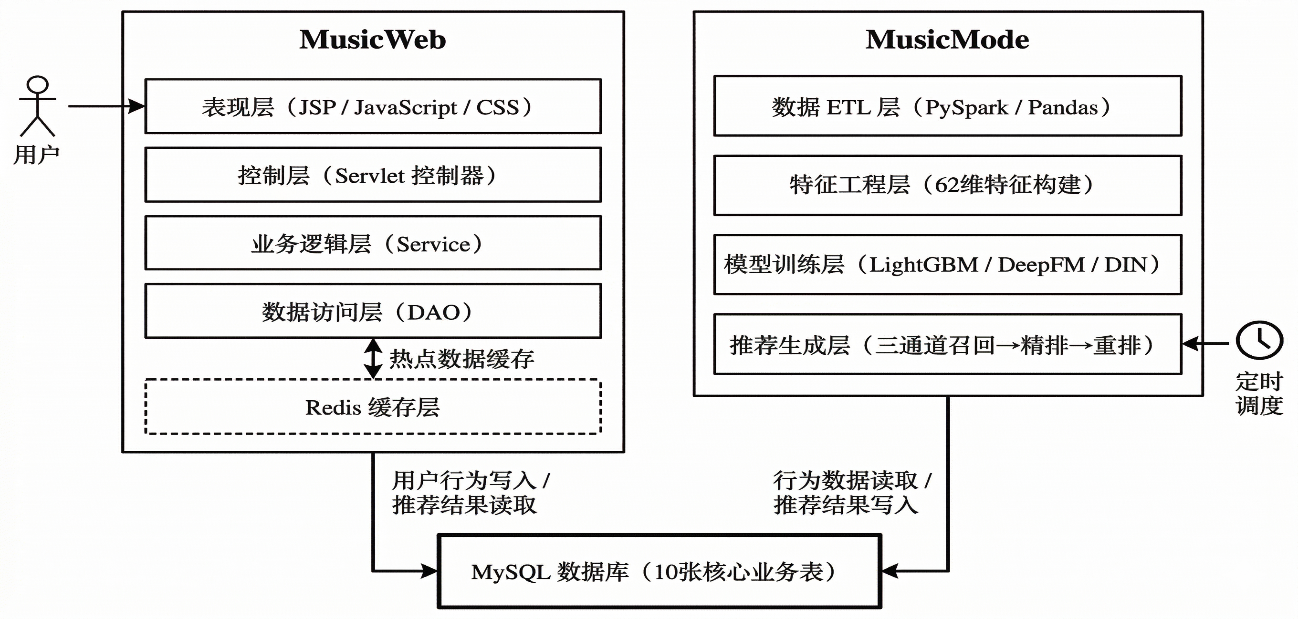 MusicWeb
用户
表现层（JSP / JavaScript / CSS）
控制层（Servlet 控制器）
业务逻辑层（Service）
数据访问层（DAO）
热点数据缓存
Redis 缓存层
MusicMode
数据 ETL 层（PySpark / Pandas）
特征工程层（62维特征构建）
模型训练层（LightGBM / DeepFM / DIN）
推荐生成层（三通道召回→精排→重排）
定时
调度
用户行为写入 /
推荐结果读取
行为数据读取 /
推荐结果写入
MySQL 数据库（10张核心业务表）